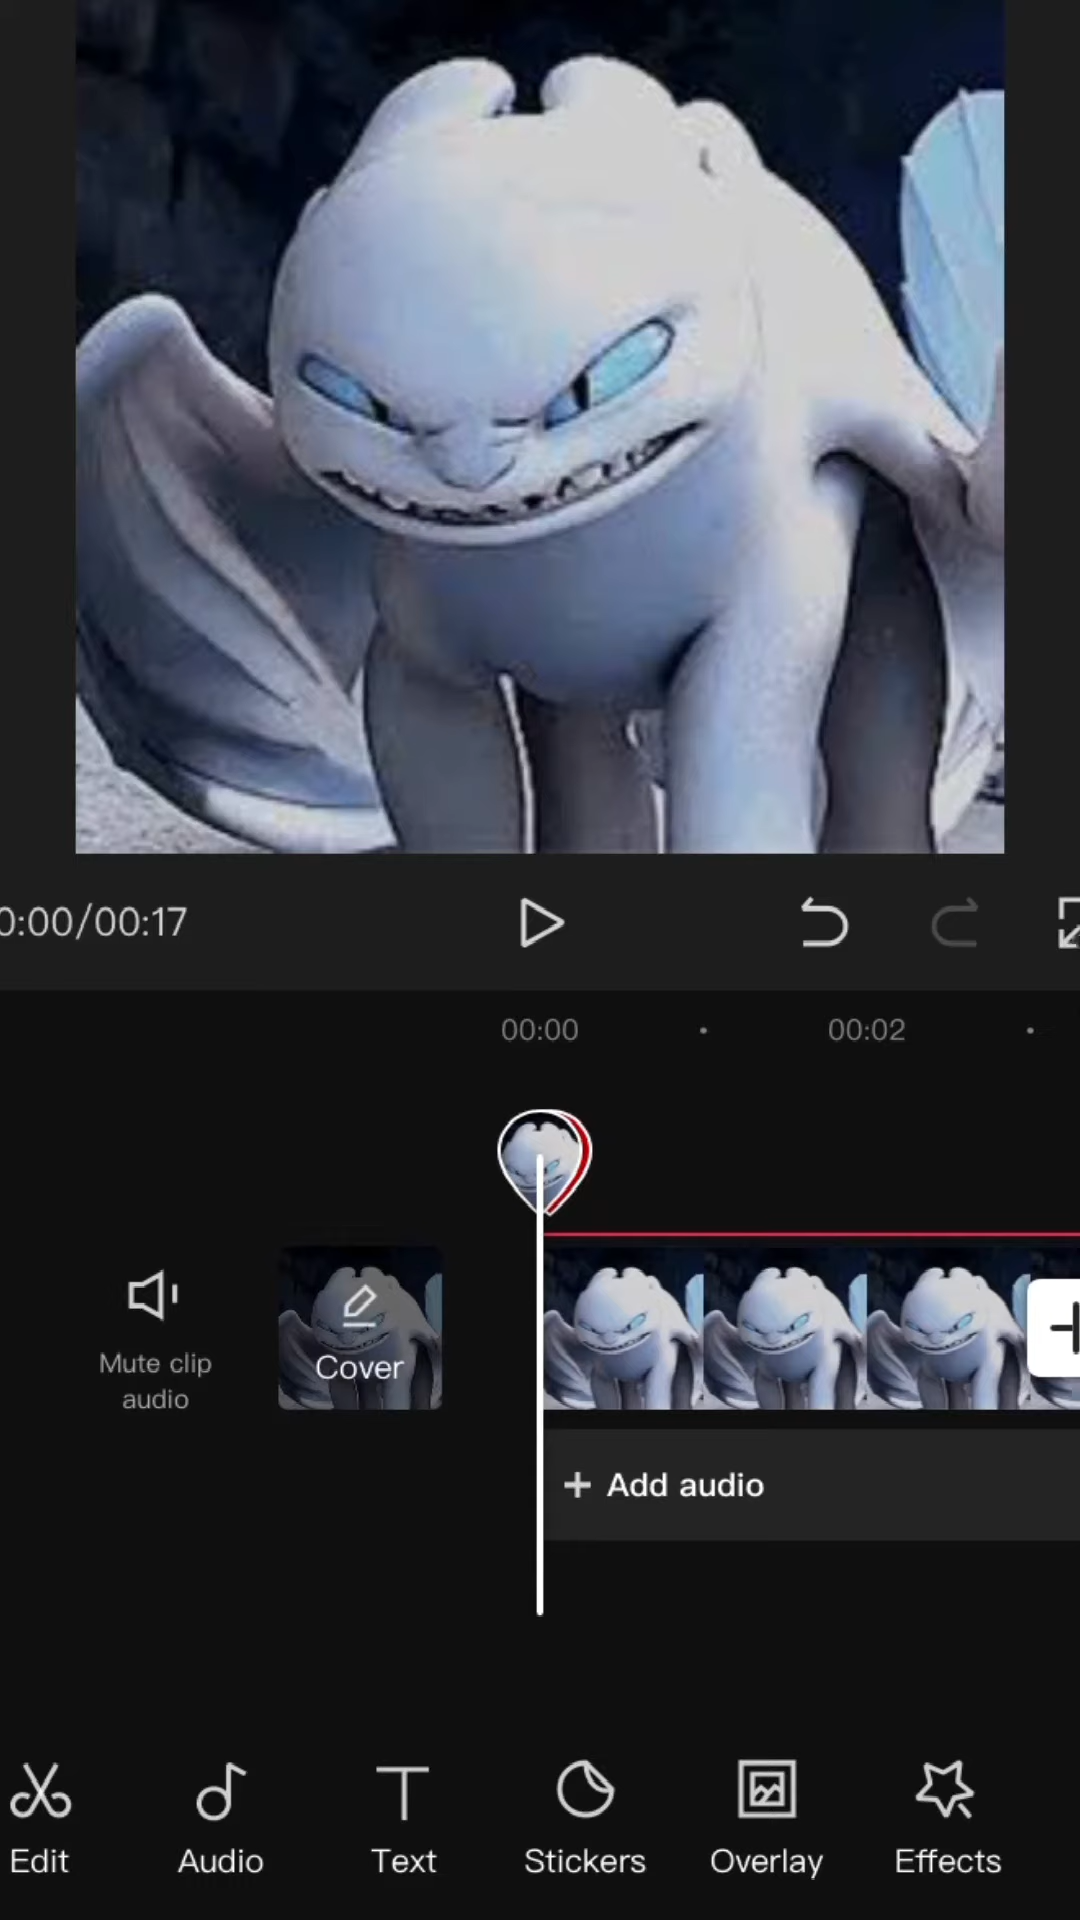 0:00/00:17
00:00
00:02
Mute clip
audio
Cover
Add audio
Edit
Audio
Text
Stickers
Overlay
Effects